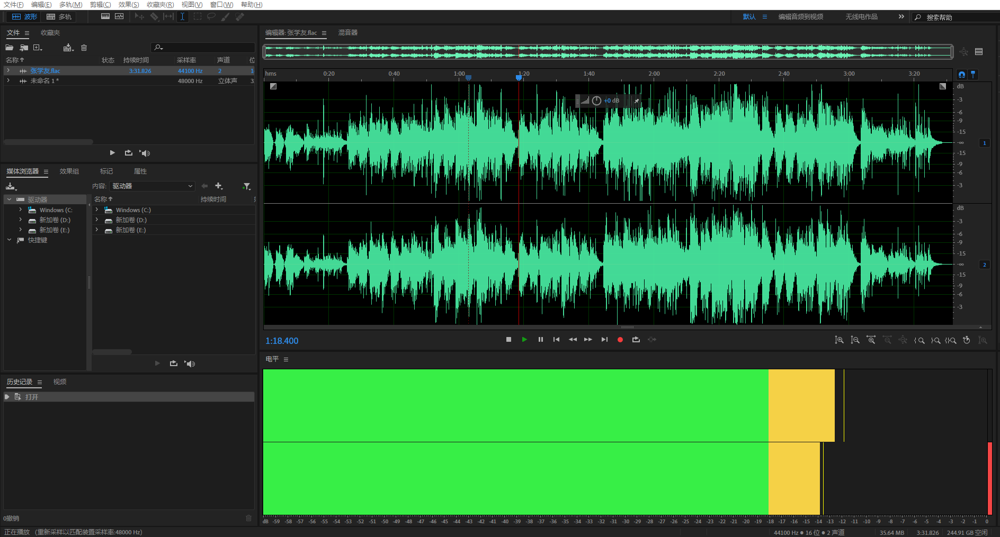 文件(F) 编辑(E) 多轨(M) 剪辑(C) 效果(S) 收藏夹(R) 视图(V) 窗口(W) 帮助(H)
波形 多轨 默认 编辑音频到视频 无线电作品 搜索帮助
文件 收藏夹
名称 状态 持续时间 采样率 声道 位
张学友.flac 3:31.826 44100 Hz 2
未命名 1 * 48000 Hz 立体声
媒体浏览器 效果组 标记 属性
内容: 驱动器
驱动器
Windows (C:
新加卷 (D:)
新加卷 (E:)
快捷键
名称 持续时间
Windows (C:)
新加卷 (D:)
新加卷 (E:)
历史记录 视频
打开
0撤销
编辑器: 张学友.flac 混音器
hms 0:20 0:40 1:00 1:20 1:40 2:00 2:20 2:40 3:00 3:20
+0 dB
dB
-3
-6
-9
-15
-∞
-15
-9
-6
-3
1
dB
-3
-6
-9
-15
-∞
-15
-9
-6
-3
2
1:18.400
电平
dB -59 -58 -57 -56 -55 -54 -53 -52 -51 -50 -49 -48 -47 -46 -45 -44 -43 -42 -41 -40 -39 -38 -37 -36 -35 -34 -33 -32 -31 -30 -29 -28 -27 -26 -25 -24 -23 -22 -21 -20 -19 -18 -17 -16 -15 -14 -13 -12 -11 -10 -9 -8 -7 -6 -5 -4 -3 -2 -1 0
正在播放 (重新采样以匹配装置采样率:48000 Hz) 44100 Hz ● 16 位 ● 2 声道 35.64 MB 3:31.826 244.91 GB 空闲